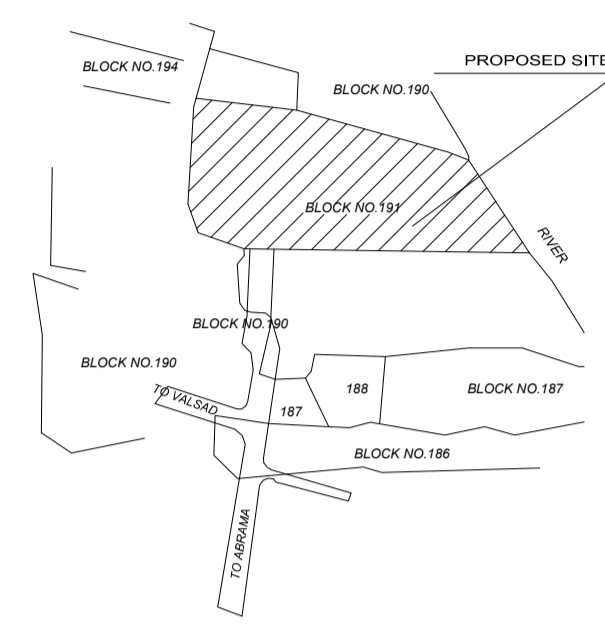 PROPOSED SITE
BLOCK NO.194
BLOCK NO.190
BLOCK NO.191
RIVER
BLOCK NO.190
BLOCK NO.190
TO VALSAD
187
188
BLOCK NO.187
BLOCK NO.186
TO ABRAMA